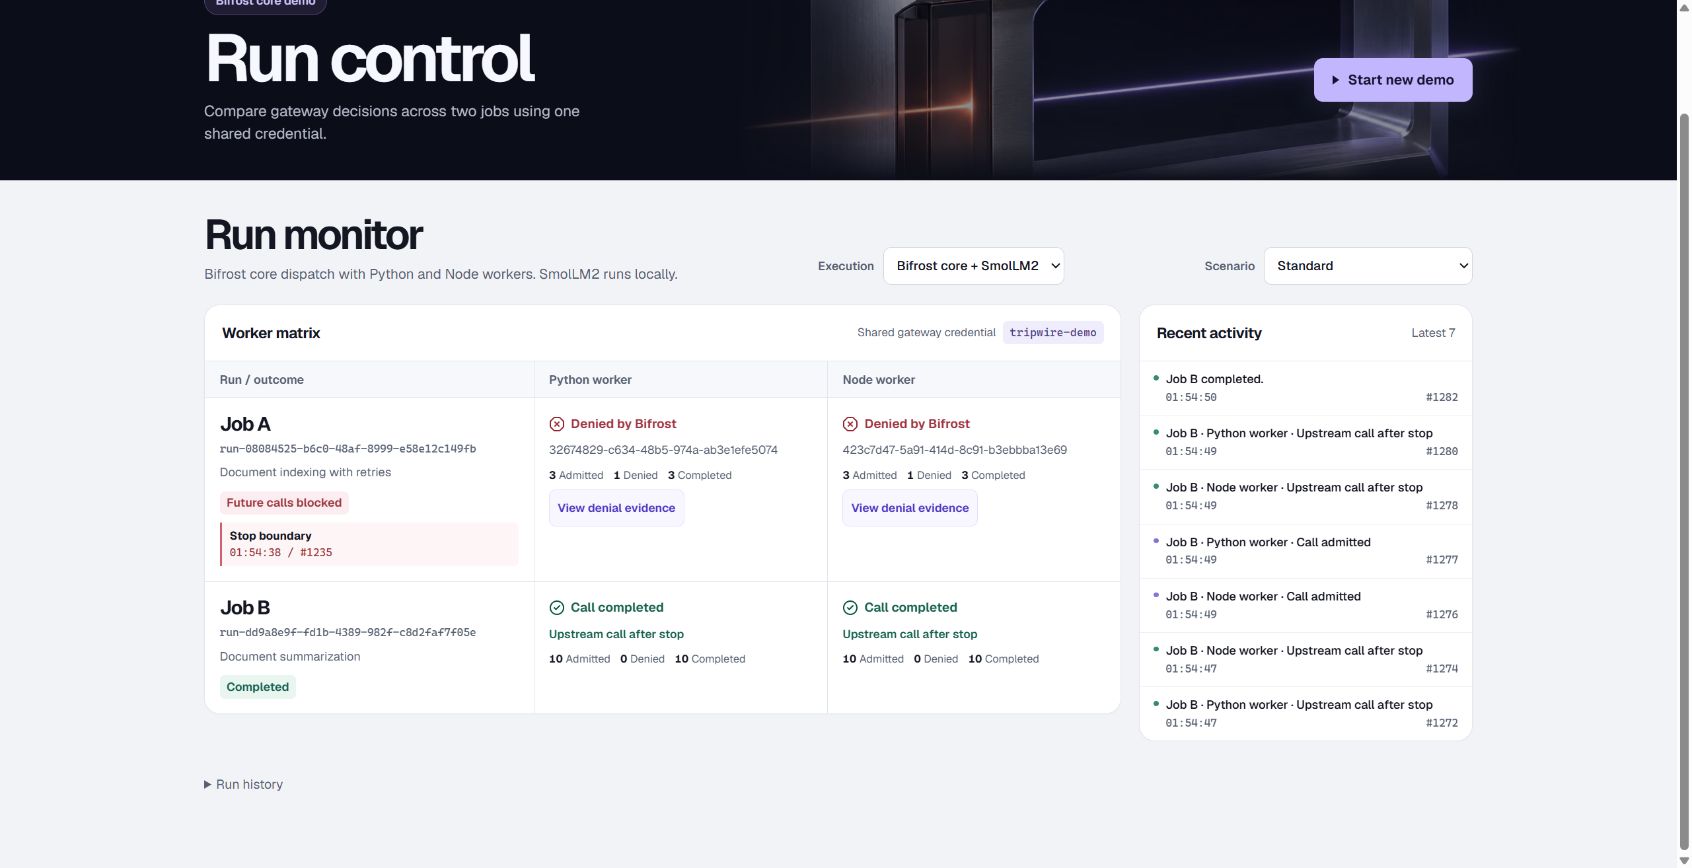 Bifrost core demo
Run control
Compare gateway decisions across two jobs using one
shared credential.
Start new demo
Run monitor
Bifrost core dispatch with Python and Node workers. SmolLM2 runs locally.
Execution
Bifrost core + SmolLM2
Scenario
Standard
Worker matrix
Shared gateway credential tripwire-demo
Run / outcome
Python worker
Node worker
Job A
run-08084525-b6c0-48af-8999-e58e12c149fb
Document indexing with retries
Future calls blocked
Stop boundary
01:54:38 / #1235
Denied by Bifrost
32674829-c634-48b5-974a-ab3e1efe5074
3 Admitted 1 Denied 3 Completed
View denial evidence
Denied by Bifrost
423c7d47-5a91-414d-8c91-b3ebbba13e69
3 Admitted 1 Denied 3 Completed
View denial evidence
Job B
run-dd9a8e9f-fd1b-4389-982f-c8d2faf7f05e
Document summarization
Completed
Call completed
Upstream call after stop
10 Admitted 0 Denied 10 Completed
Call completed
Upstream call after stop
10 Admitted 0 Denied 10 Completed
Recent activity
Latest 7
Job B completed.
01:54:50 #1282
Job B · Python worker · Upstream call after stop
01:54:49 #1280
Job B · Node worker · Upstream call after stop
01:54:49 #1278
Job B · Python worker · Call admitted
01:54:49 #1277
Job B · Node worker · Call admitted
01:54:49 #1276
Job B · Node worker · Upstream call after stop
01:54:47 #1274
Job B · Python worker · Upstream call after stop
01:54:47 #1272
Run history